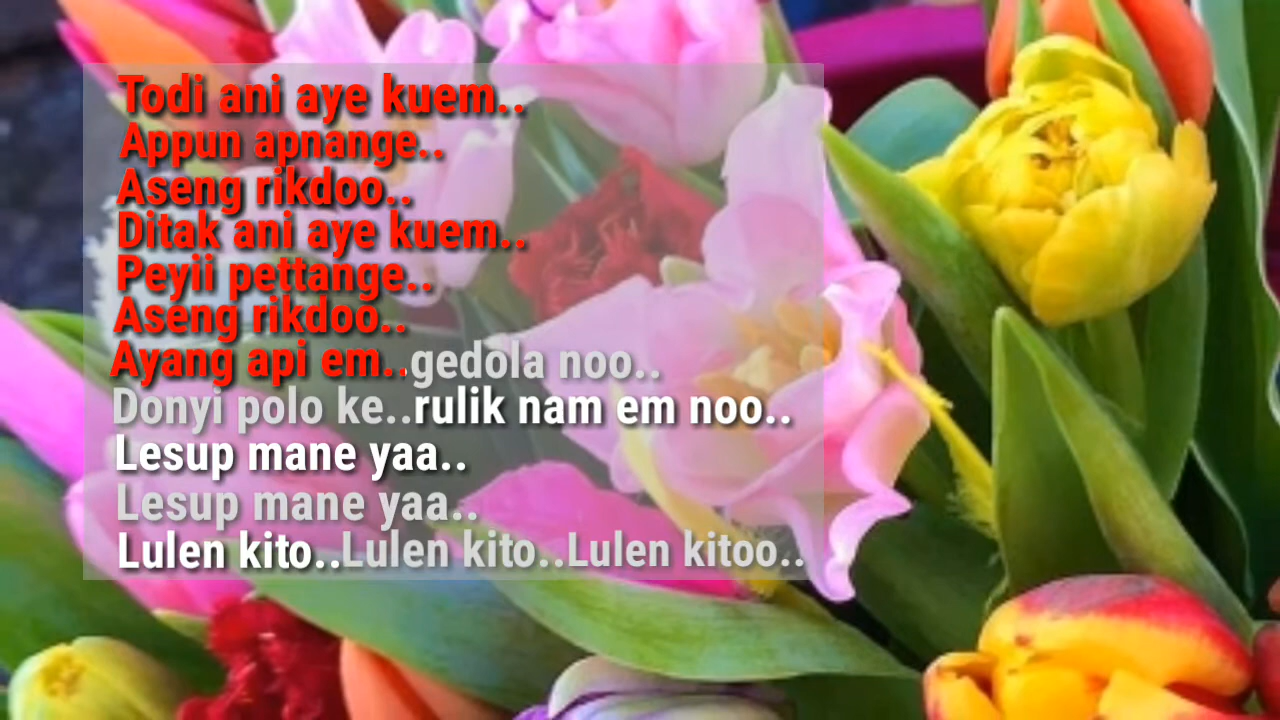 Todi ani aye kuem..
Appun apnange..
Aseng rikdoo..
Ditak ani aye kuem..
Peyii pettange..
Aseng rikdoo..
Ayang api em..gedola noo..
Donyi polo ke..rulik nam em noo..
Lesup mane yaa..
Lesup mane yaa..
Lulen kito..Lulen kito..Lulen kitoo..